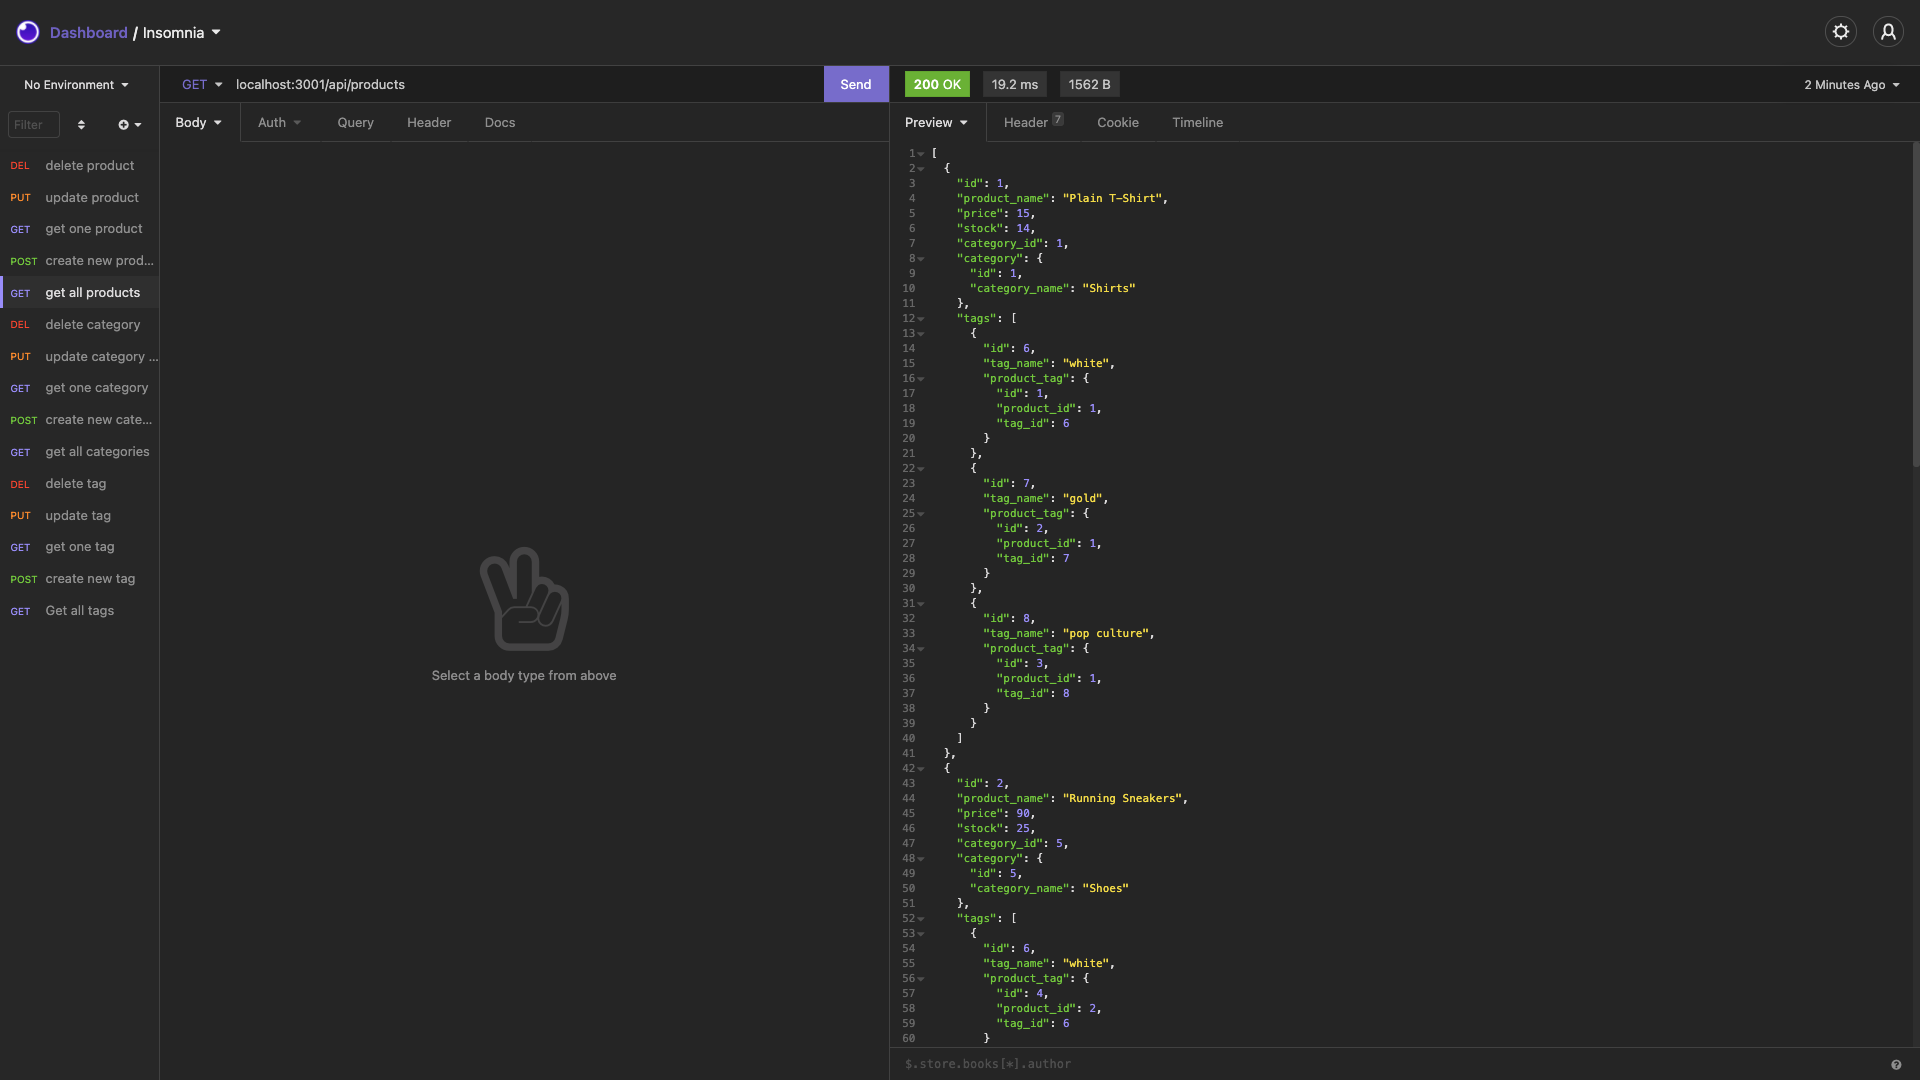 Dashboard / Insomnia
No Environment
GET localhost:3001/api/products Send
200 OK 19.2 ms 1562 B 2 Minutes Ago
Filter
Body Auth Query Header Docs
Preview Header 7 Cookie Timeline
DEL delete product
PUT update product
GET get one product
POST create new prod...
GET get all products
DEL delete category
PUT update category ...
GET get one category
POST create new cate...
GET get all categories
DEL delete tag
PUT update tag
GET get one tag
POST create new tag
GET Get all tags
Select a body type from above
1 [
2 {
3 "id": 1,
4 "product_name": "Plain T-Shirt",
5 "price": 15,
6 "stock": 14,
7 "category_id": 1,
8 "category": {
9 "id": 1,
10 "category_name": "Shirts"
11 },
12 "tags": [
13 {
14 "id": 6,
15 "tag_name": "white",
16 "product_tag": {
17 "id": 1,
18 "product_id": 1,
19 "tag_id": 6
20 }
21 },
22 {
23 "id": 7,
24 "tag_name": "gold",
25 "product_tag": {
26 "id": 2,
27 "product_id": 1,
28 "tag_id": 7
29 }
30 },
31 {
32 "id": 8,
33 "tag_name": "pop culture",
34 "product_tag": {
35 "id": 3,
36 "product_id": 1,
37 "tag_id": 8
38 }
39 }
40 ]
41 },
42 {
43 "id": 2,
44 "product_name": "Running Sneakers",
45 "price": 90,
46 "stock": 25,
47 "category_id": 5,
48 "category": {
49 "id": 5,
50 "category_name": "Shoes"
51 },
52 "tags": [
53 {
54 "id": 6,
55 "tag_name": "white",
56 "product_tag": {
57 "id": 4,
58 "product_id": 2,
59 "tag_id": 6
60 }
$.store.books[*].author